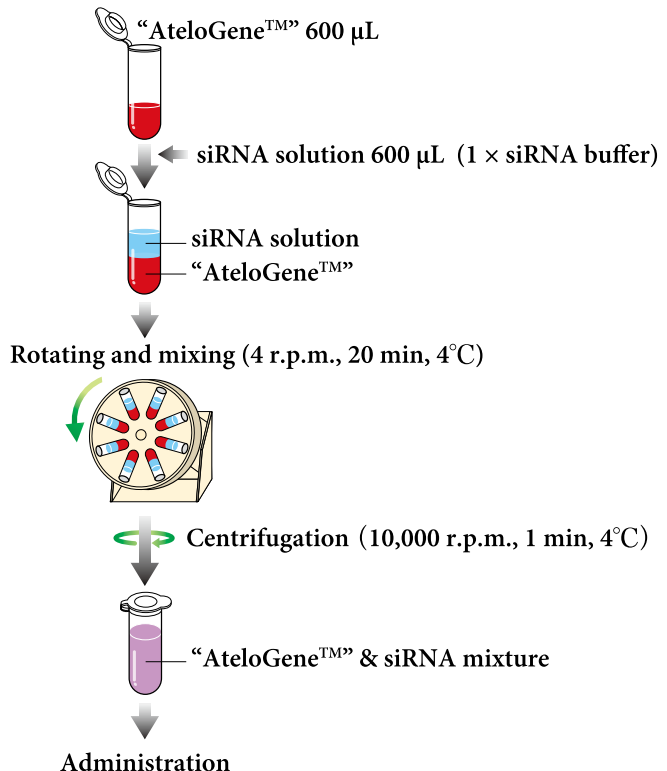 “AteloGene™” 600 µL
siRNA solution 600 µL (1 × siRNA buffer)
siRNA solution
“AteloGene™”
Rotating and mixing (4 r.p.m., 20 min, 4℃)
Centrifugation（10,000 r.p.m., 1 min, 4℃）
“AteloGene™” & siRNA mixture
Administration